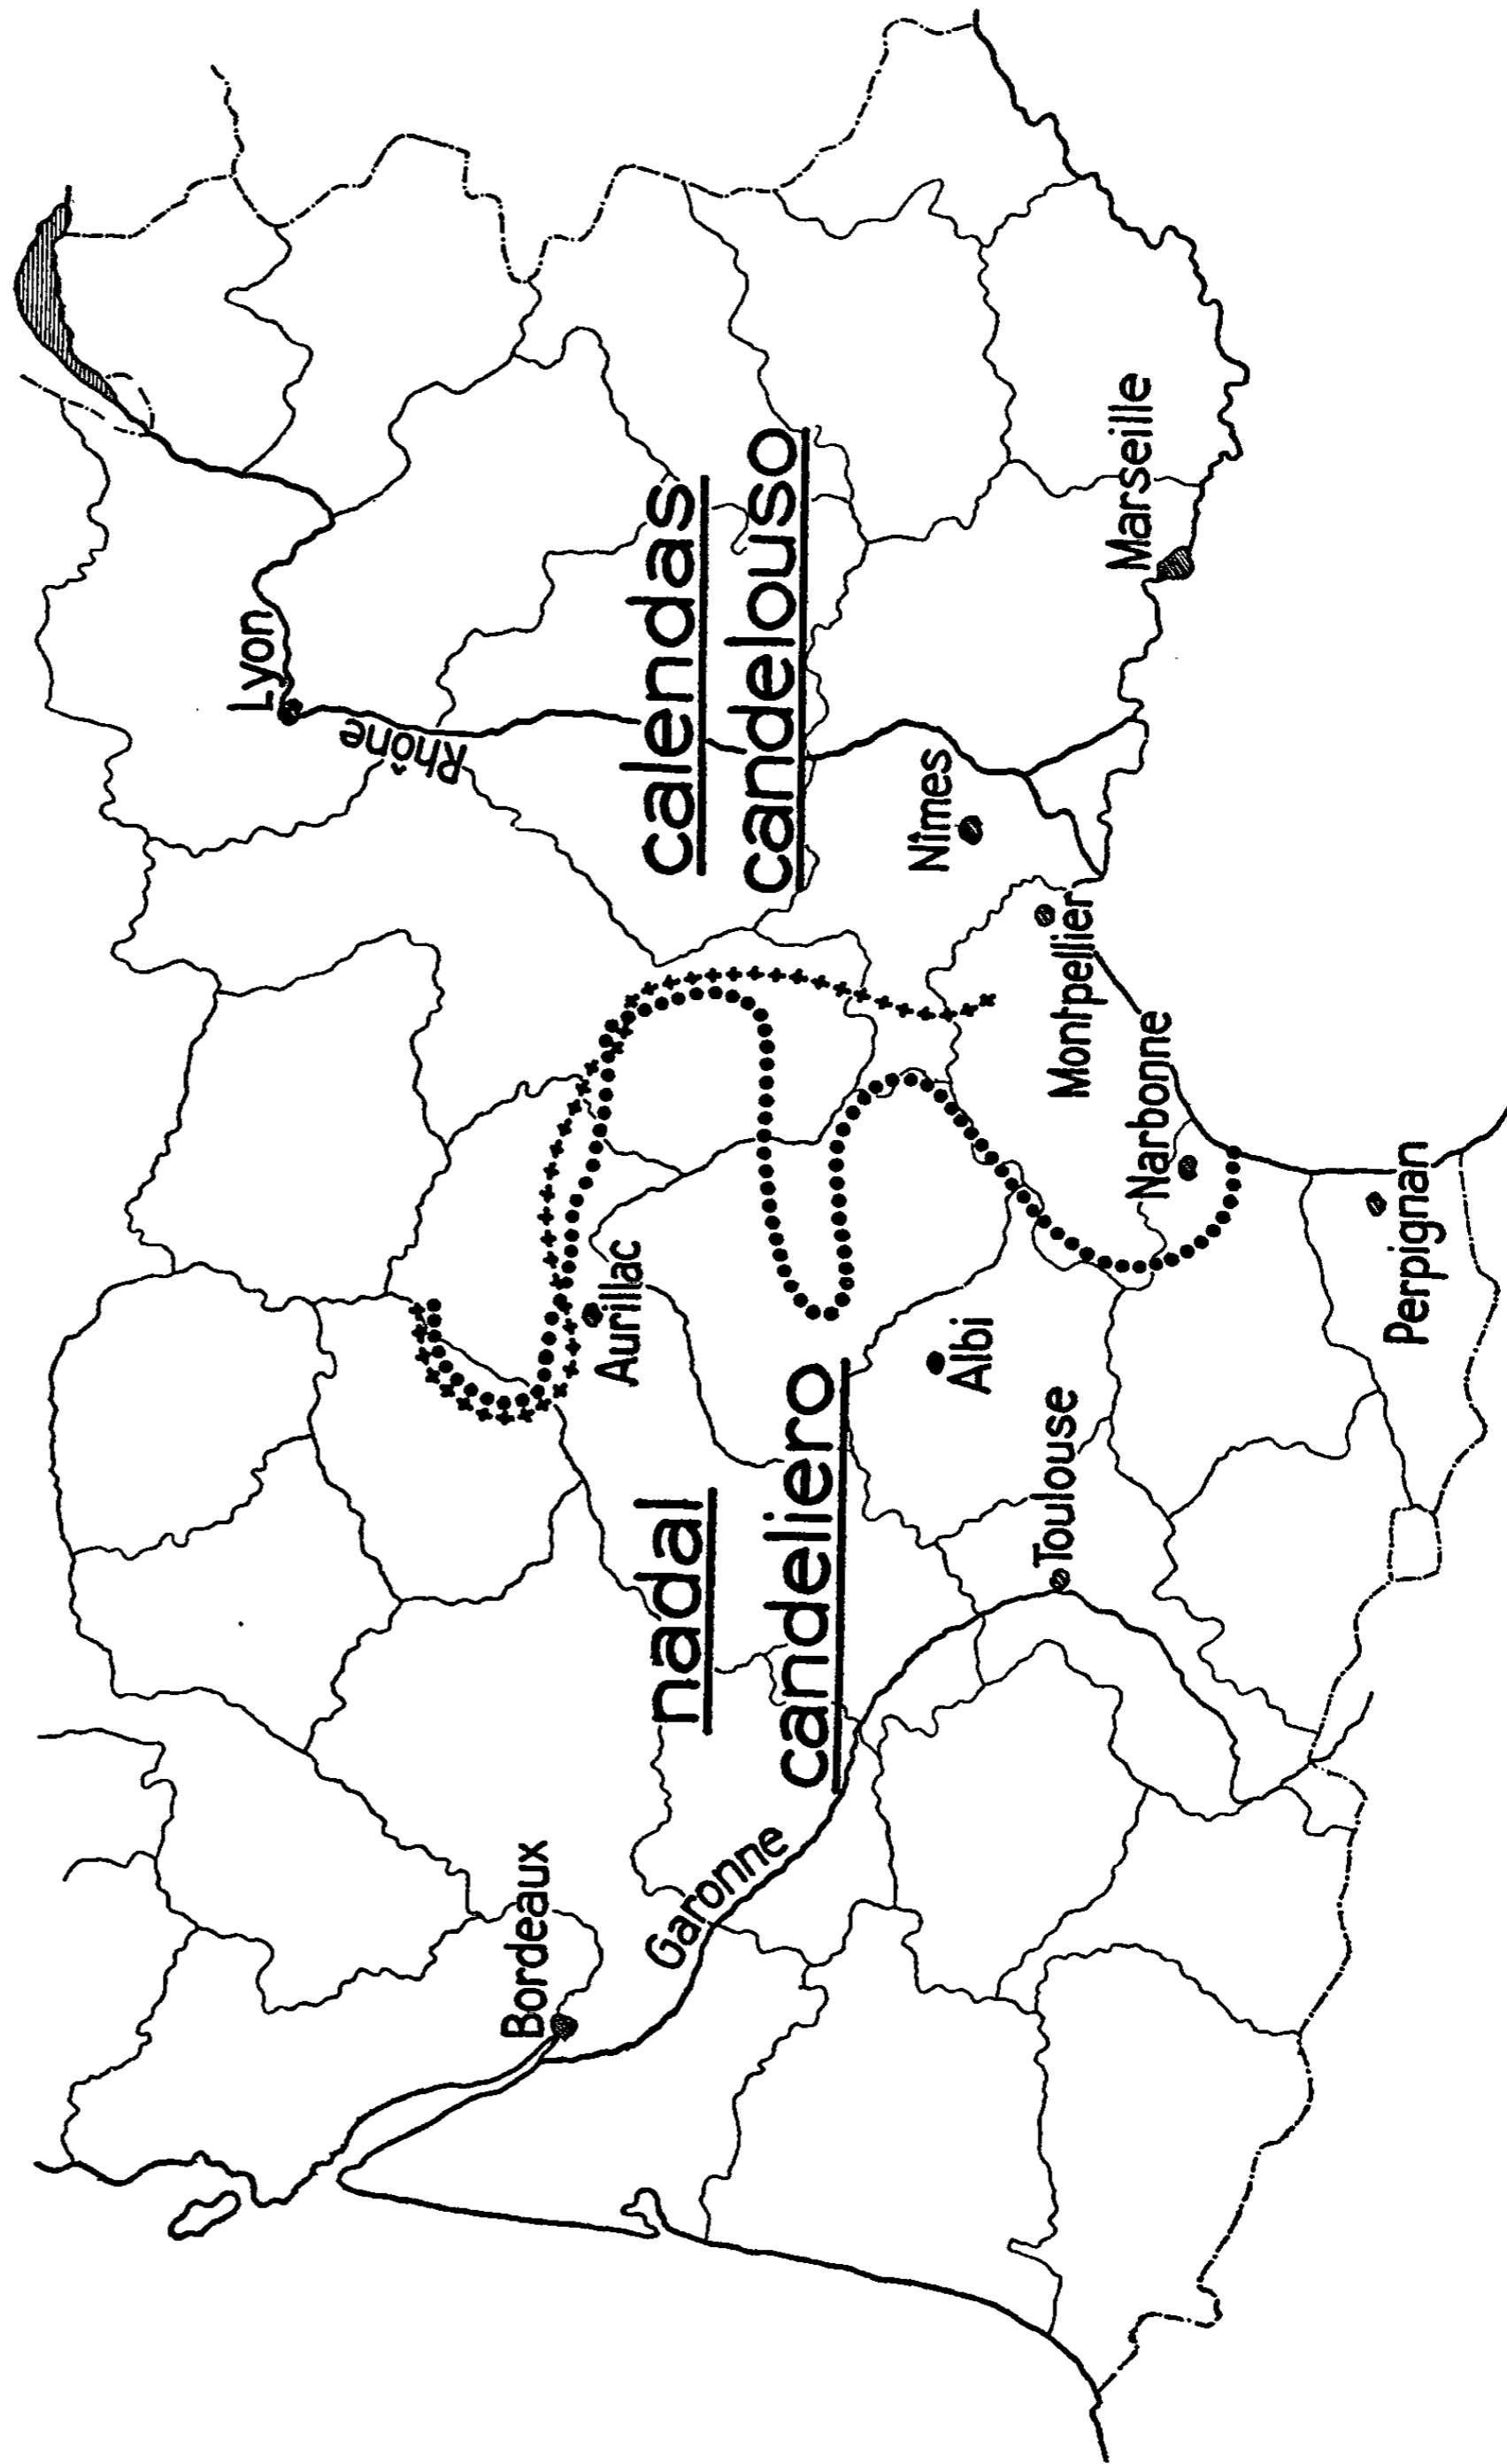 Lyon
Rhône
calendas
candelouso
Aurillac
nadal
candeliero
Bordeaux
Garonne
Nîmes
Marseille
Montpellier
Albi
Narbonne
Toulouse
Perpignan